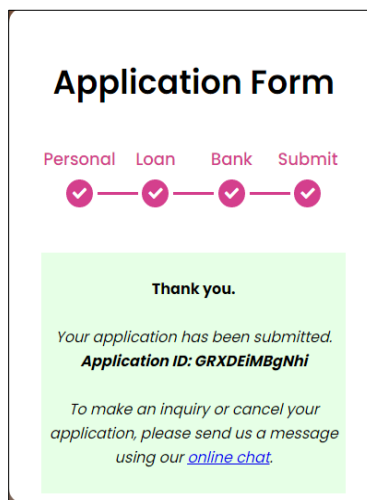 Application Form
Personal Loan Bank Submit
Thank you.
Your application has been submitted.
Application ID: GRXDEiMBgNhi
To make an inquiry or cancel your
application, please send us a message
using our online chat.